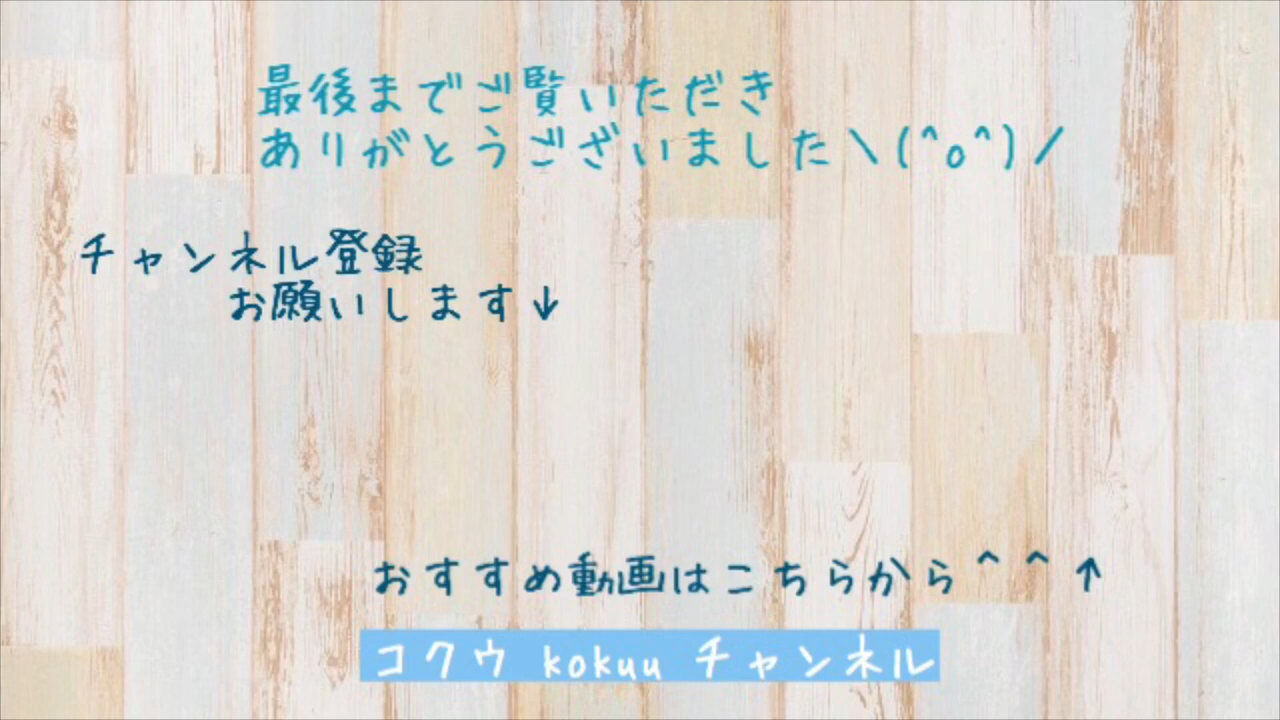 最後までご覧いただき
ありがとうございました＼(^o^)／
チャンネル登録
お願いします↓
おすすめ動画はこちらから＾＾↑
コクウ kokuu チャンネル